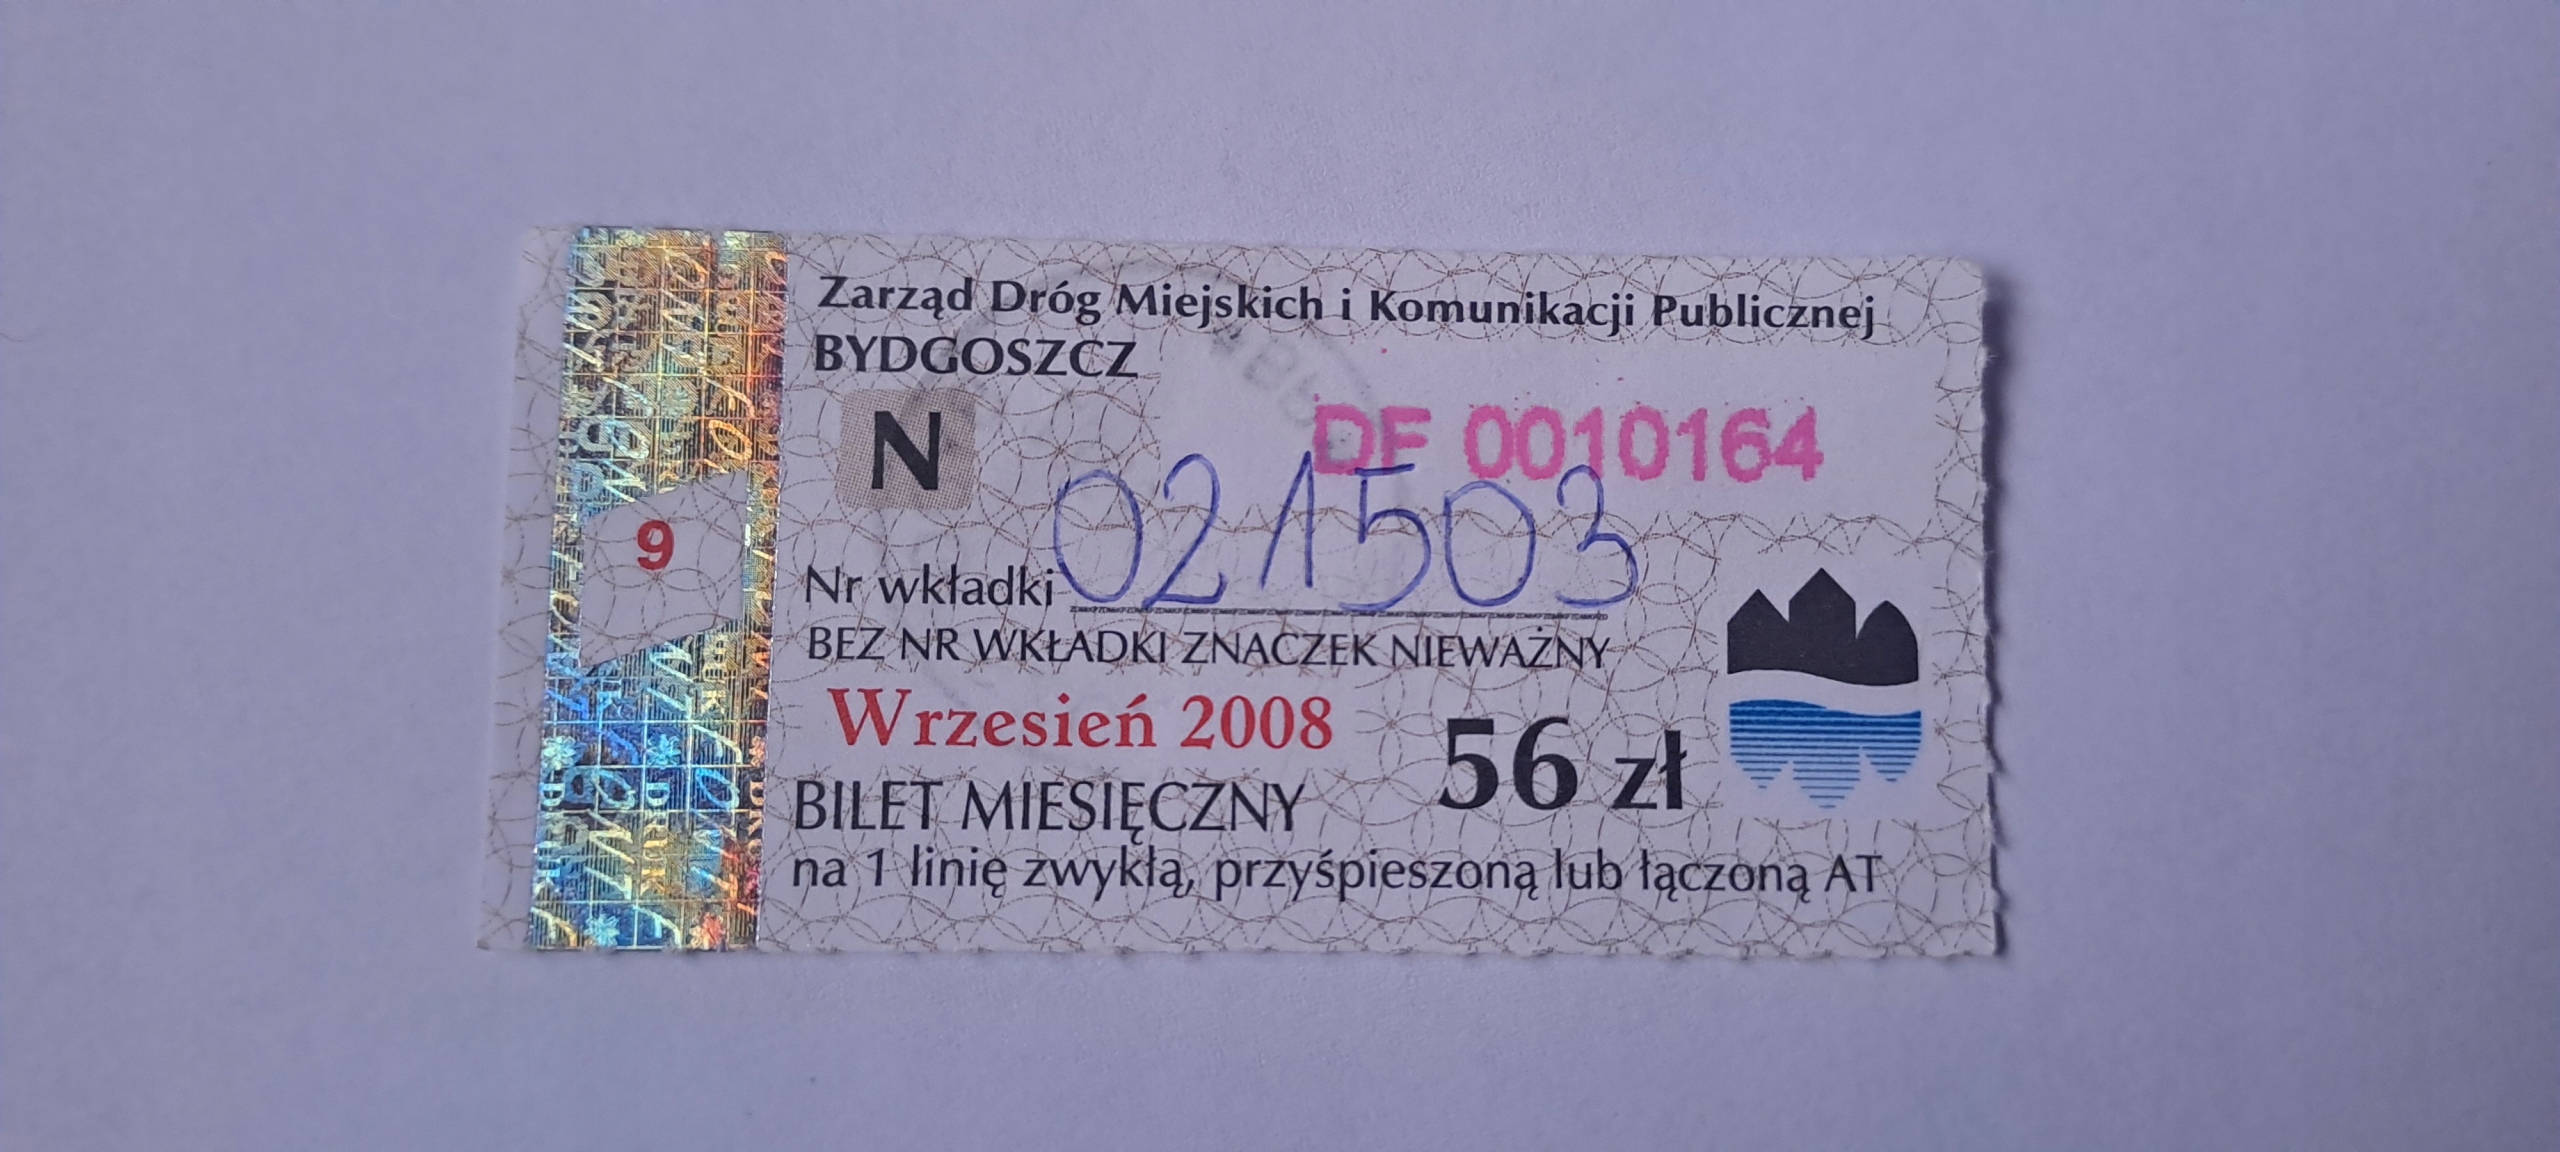 Zarząd Dróg Miejskich i Komunikacji Publicznej
BYDGOSZCZ
N
DF 0010164
9
Nr wkładki 021503
BEZ NR WKŁADKI ZNACZEK NIEWAŻNY
Wrzesień 2008
56 zł
BILET MIESIĘCZNY
na 1 linię zwykłą, przyśpieszoną lub łączoną AT